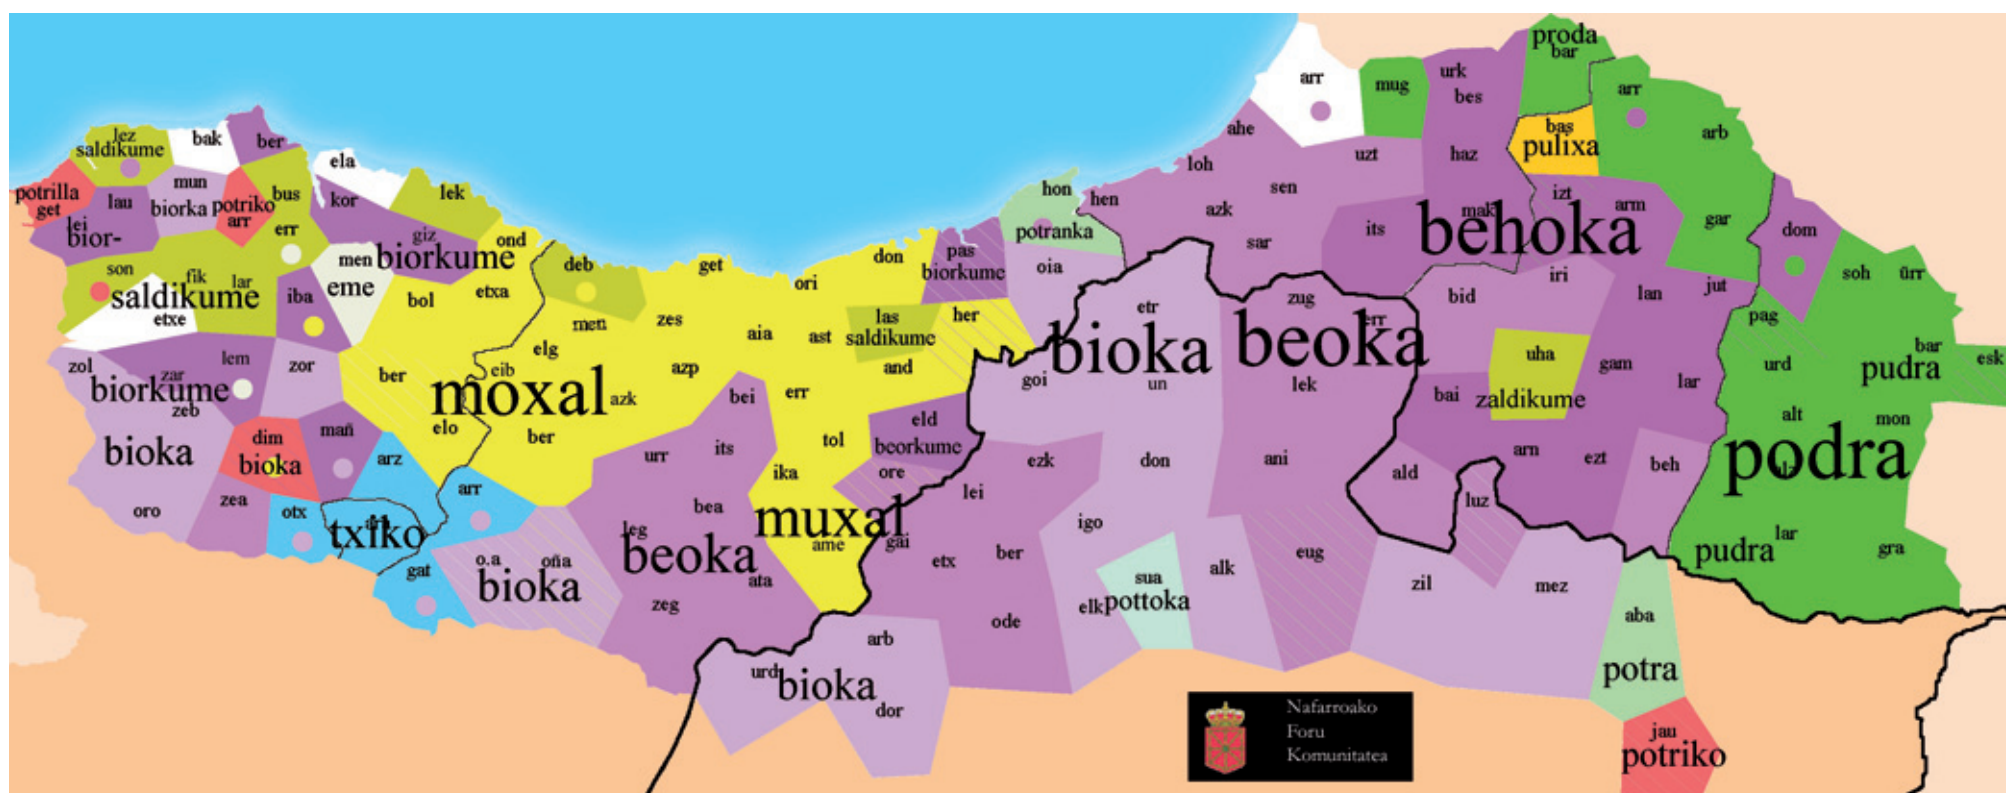 proda
bar
arr
mug
urk
bes
arr
arb
lez
saldikume
bak
ber
ela
ahe
loh
uzt
haz
bas
pulixa
potrilla
get
lau
mun
biorka
potriko
arr
bus
kor
lek
hon
hen
sen
azk
izt
arm
mak
gar
lei
bior-
err
giz
biorkume
men
eme
ond
deb
get
ori
don
pas
biorkume
potranka
oia
sar
its
behoka
dom
son
fik
lar
saldikume
etxe
iba
bol
etxa
men
zes
aia
ast
las
saldikume
her
etr
zug
err
bid
iri
lan
jut
soh
ürr
pag
zol
lem
zar
biorkume
zeb
zor
ber
elg
eib
moxal
azk
azp
and
goi
bioka
un
beoka
lek
uha
zaldikume
gam
lar
bai
urd
bar
pudra
esk
bioka
dim
bioka
mañ
elo
ber
bei
err
its
tol
eld
beorkume
alt
mon
podra
oro
zea
otx
arz
arr
urr
ika
ore
ezk
lei
don
ani
ald
arn
ezt
beh
luz
txiko
gat
o.a
oña
bioka
leg
bea
beoka
ata
zeg
muxal
ame
gai
etx
ber
igo
sua
elk
pottoka
alk
eug
zil
mez
lar
pudra
gra
ode
arb
urd
bioka
dor
aba
potra
jau
potriko
Nafarroako
Foru
Komunitatea